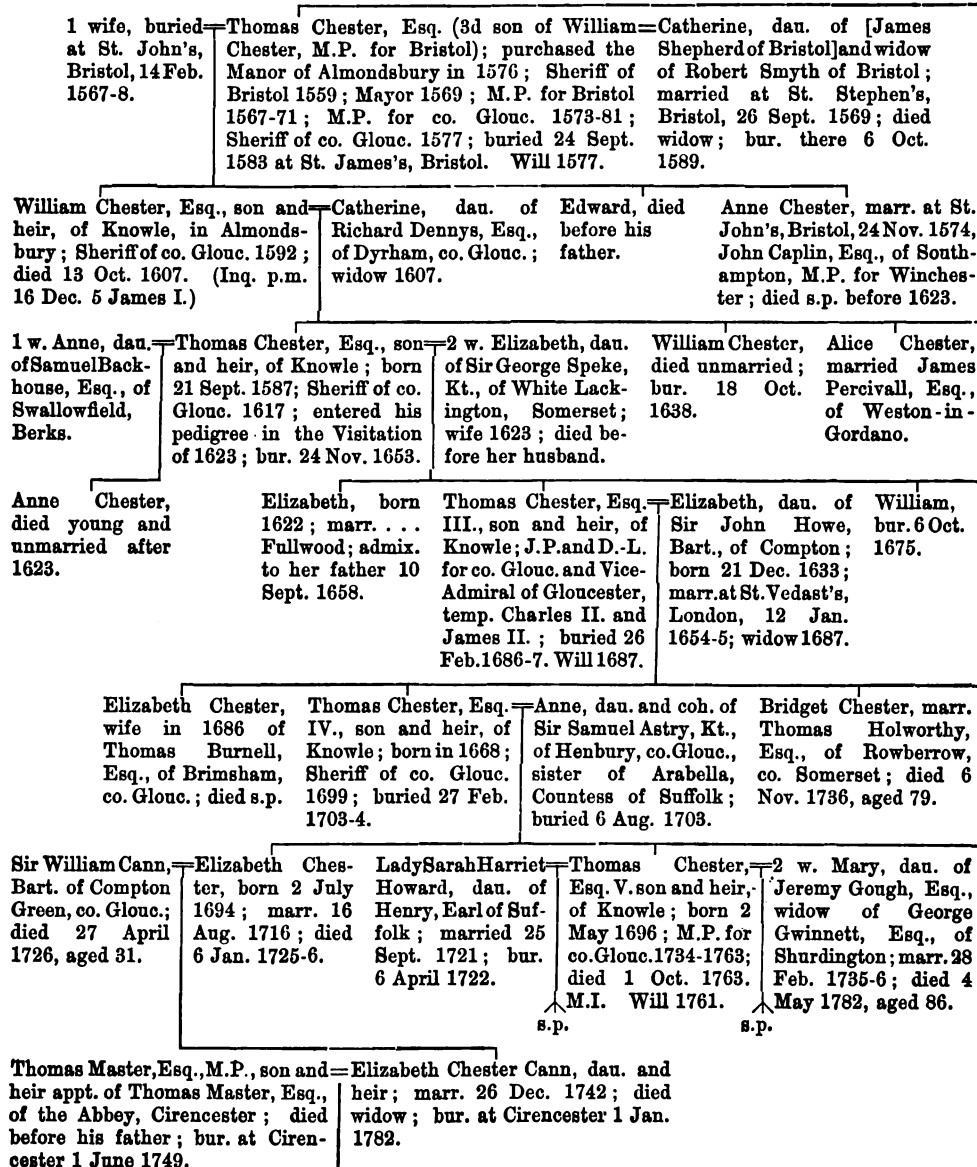 1 wife, buried
at St. John's,
Bristol, 14 Feb.
1567-8.
Thomas Chester, Esq. (3d son of William
Chester, M.P. for Bristol); purchased the
Manor of Almondsbury in 1576; Sheriff of
Bristol 1559; Mayor 1569; M.P. for Bristol
1567-71; M.P. for co. Glouc. 1573-81;
Sheriff of co. Glouc. 1577; buried 24 Sept.
1583 at St. James's, Bristol. Will 1577.
Catherine, dau. of [James
Shepherd of Bristol] and widow
of Robert Smyth of Bristol;
married at St. Stephen's,
Bristol, 26 Sept. 1569; died
widow; bur. there 6 Oct.
1589.
William Chester, Esq., son and
heir, of Knowle, in Almonds-
bury; Sheriff of co. Glouc. 1592;
died 13 Oct. 1607. (Inq. p.m.
16 Dec. 5 James I.)
Catherine, dau. of
Richard Dennys, Esq.,
of Dyrham, co. Glouc.;
widow 1607.
Edward, died
before his
father.
Anne Chester, marr. at St.
John's, Bristol, 24 Nov. 1574,
John Caplin, Esq., of South-
ampton, M.P. for Winches-
ter; died s.p. before 1623.
1 w. Anne, dau.
of Samuel Back-
house, Esq., of
Swallowfield,
Berks.
Thomas Chester, Esq., son
and heir, of Knowle; born
21 Sept. 1587; Sheriff of co.
Glouc. 1617; entered his
pedigree in the Visitation
of 1623; bur. 24 Nov. 1653.
2 w. Elizabeth, dau.
of Sir George Speke,
Kt., of White Lack-
ington, Somerset;
wife 1623; died be-
fore her husband.
William Chester,
died unmarried;
bur. 18 Oct.
1638.
Alice Chester,
married James
Percivall, Esq.,
of Weston-in-
Gordano.
Anne Chester,
died young and
unmarried after
1623.
Elizabeth, born
1622; marr. . . . .
Fullwood; admix.
to her father 10
Sept. 1658.
Thomas Chester, Esq.
III., son and heir, of
Knowle; J.P. and D.-L.
for co. Glouc. and Vice-
Admiral of Gloucester,
temp. Charles II. and
James II.; buried 26
Feb. 1686-7. Will 1687.
Elizabeth, dau. of
Sir John Howe,
Bart., of Compton;
born 21 Dec. 1633;
marr. at St. Vedast's,
London, 12 Jan.
1654-5; widow 1687.
William,
bur. 6 Oct.
1675.
Elizabeth Chester,
wife in 1686 of
Thomas Burnell,
Esq., of Brimsham,
co. Glouc.; died s.p.
Thomas Chester, Esq.
IV., son and heir, of
Knowle; born in 1668;
Sheriff of co. Glouc.
1699; buried 27 Feb.
1703-4.
Anne, dau. and coh. of
Sir Samuel Astry, Kt.,
of Henbury, co. Glouc.,
sister of Arabella,
Countess of Suffolk;
buried 6 Aug. 1703.
Bridget Chester, marr.
Thomas Holworthy,
Esq., of Rowberrow,
co. Somerset; died 6
Nov. 1736, aged 79.
Sir William Cann,
Bart. of Compton
Green, co. Glouc.;
died 27 April
1726, aged 31.
Elizabeth Ches-
ter, born 2 July
1694; marr. 16
Aug. 1716; died
6 Jan. 1725-6.
Lady Sarah Harriet
Howard, dau. of
Henry, Earl of Suf-
folk; married 25
Sept. 1721; bur.
6 April 1722.
Thomas Chester,
Esq. V. son and heir,
of Knowle; born 2
May 1696; M.P. for
co. Glouc. 1734-1763;
died 1 Oct. 1763.
M.I. Will 1761.
2 w. Mary, dau. of
Jeremy Gough, Esq.,
widow of George
Gwinnett, Esq., of
Shurdington; marr. 28
Feb. 1735-6; died 4
May 1782, aged 86.
s.p.
s.p.
Thomas Master, Esq., M.P., son and
heir appt. of Thomas Master, Esq.,
of the Abbey, Cirencester; died
before his father; bur. at Ciren-
cester 1 June 1749.
Elizabeth Chester Cann, dau. and
heir; marr. 26 Dec. 1742; died
widow; bur. at Cirencester 1 Jan.
1782.